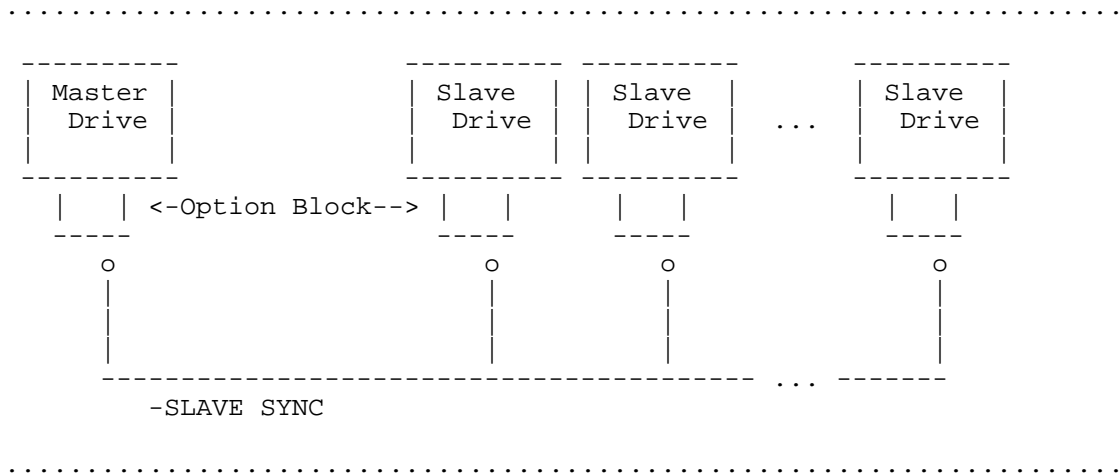 Master Slave Slave Slave
Drive Drive Drive ... Drive
<-Option Block-->
...
-SLAVE SYNC